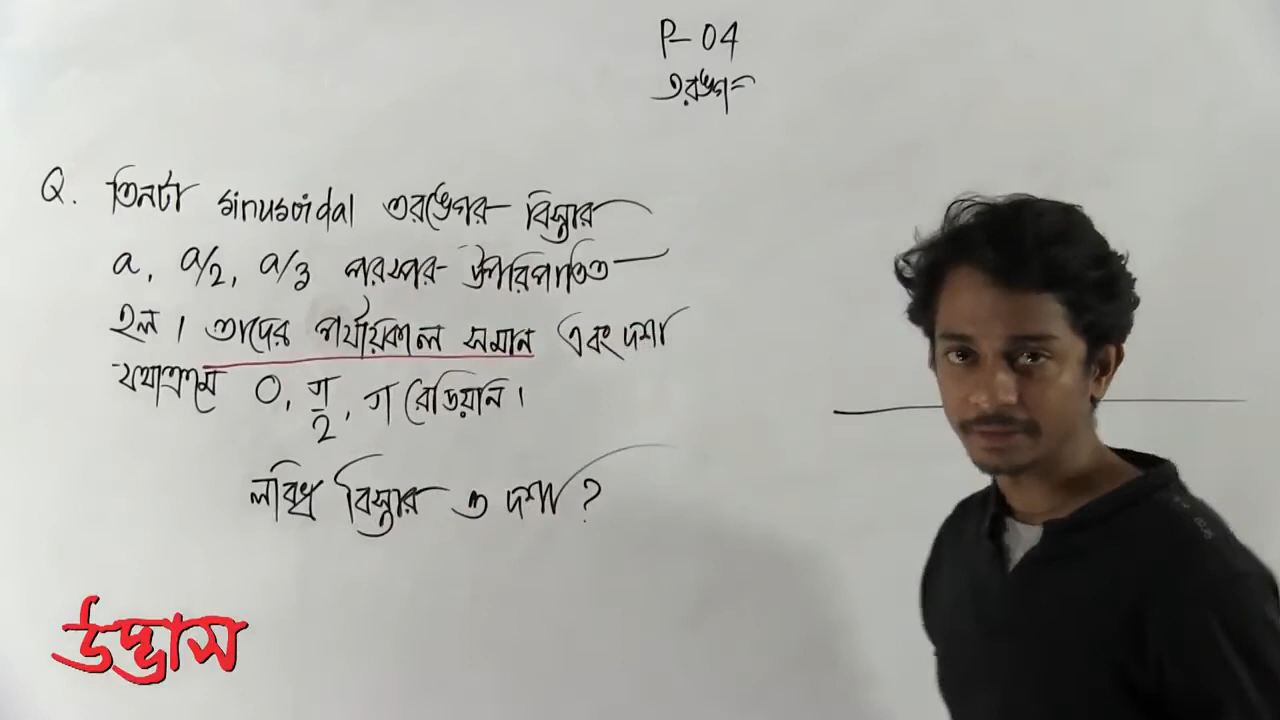 P-04
তরঙ্গ
Q. তিনটা sinusoidal তরঙ্গের বিস্তার
a, a/2, a/3 পরস্পর উপরিপাতিত
হল। তাদের পর্যায়কাল সমান এবং দশা
যথাক্রমে 0, π/2, π রেডিয়ান।
লব্ধি বিস্তার ও দশা?
উদ্ভাস